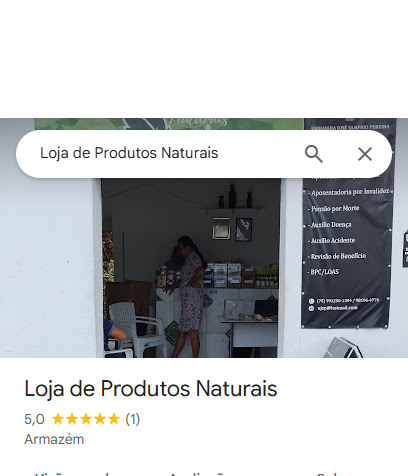 Naturais
Loja de Produtos Naturais
- Aposentadoria por Invalidez
- Pensão por Morte
- Auxílio Doença
- Auxílio Acidente
- Revisão de Benefício
- BPC/LOAS
Loja de Produtos Naturais
5,0 (1)
Armazém